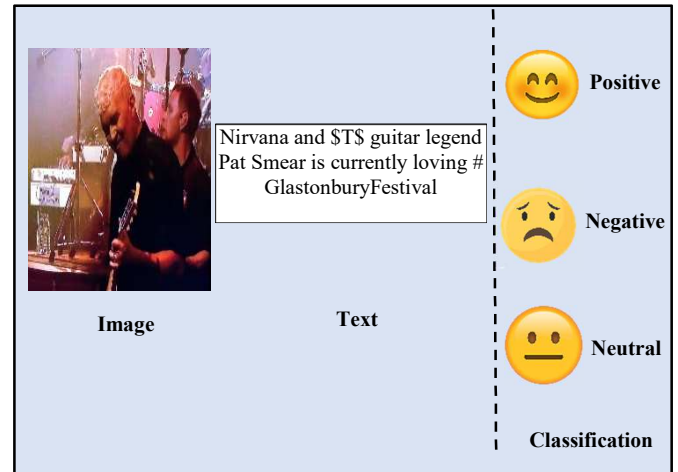 Nirvana and $T$ guitar legend
Pat Smear is currently loving #
GlastonburyFestival
Image
Text
Positive
Negative
Neutral
Classification